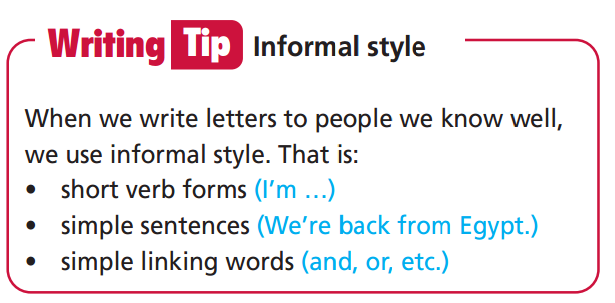 Writing Tip Informal style
When we write letters to people we know well,
we use informal style. That is:
• short verb forms (I’m ...)
• simple sentences (We’re back from Egypt.)
• simple linking words (and, or, etc.)